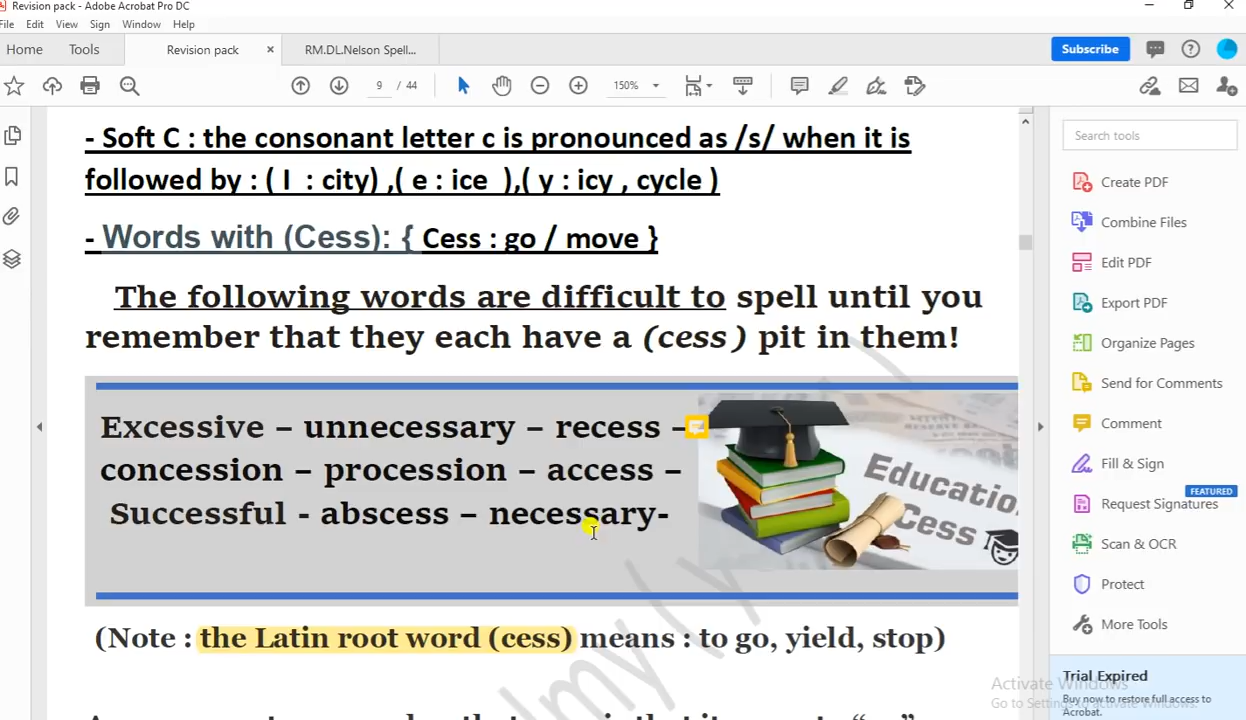 Revision pack - Adobe Acrobat Pro DC
File Edit View Sign Window Help
Home Tools Revision pack × RM.DL.Nelson Spell... Subscribe
9 / 44 150%
- Soft C : the consonant letter c is pronounced as /s/ when it is
followed by : ( I : city) ,( e : ice ),( y : icy , cycle )
- Words with (Cess): { Cess : go / move }
The following words are difficult to spell until you
remember that they each have a (cess ) pit in them!
Excessive – unnecessary – recess –
concession – procession – access –
Successful - abscess – necessary-
Education
Cess
(Note : the Latin root word (cess) means : to go, yield, stop)
Search tools
Create PDF
Combine Files
Edit PDF
Export PDF
Organize Pages
Send for Comments
Comment
Fill & Sign
FEATURED
Request Signatures
Scan & OCR
Protect
More Tools
Trial Expired
Buy now to restore full access to
Acrobat.
Activate Windows
Go to Settings to activate Windows.